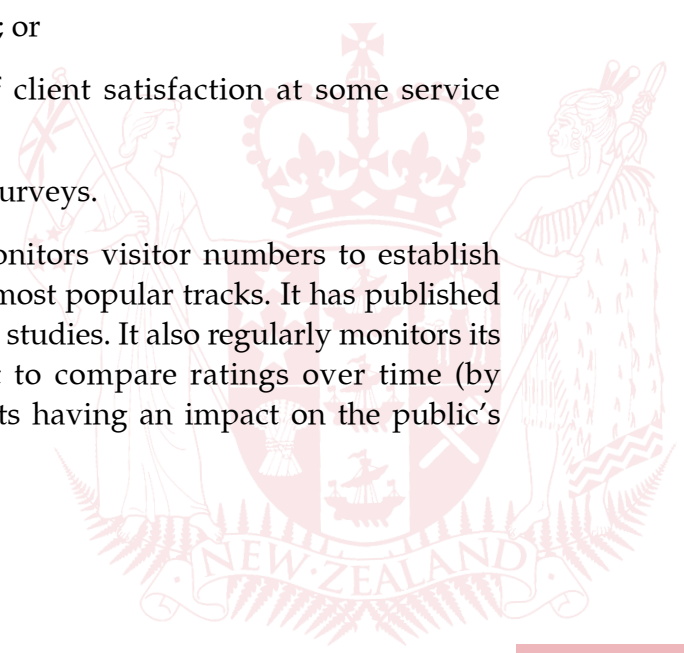 ; or
client satisfaction at some service
urveys.
onitors visitor numbers to establish
most popular tracks. It has published
studies. It also regularly monitors its
to compare ratings over time (by
ts having an impact on the public’s
NEW·ZEALAND